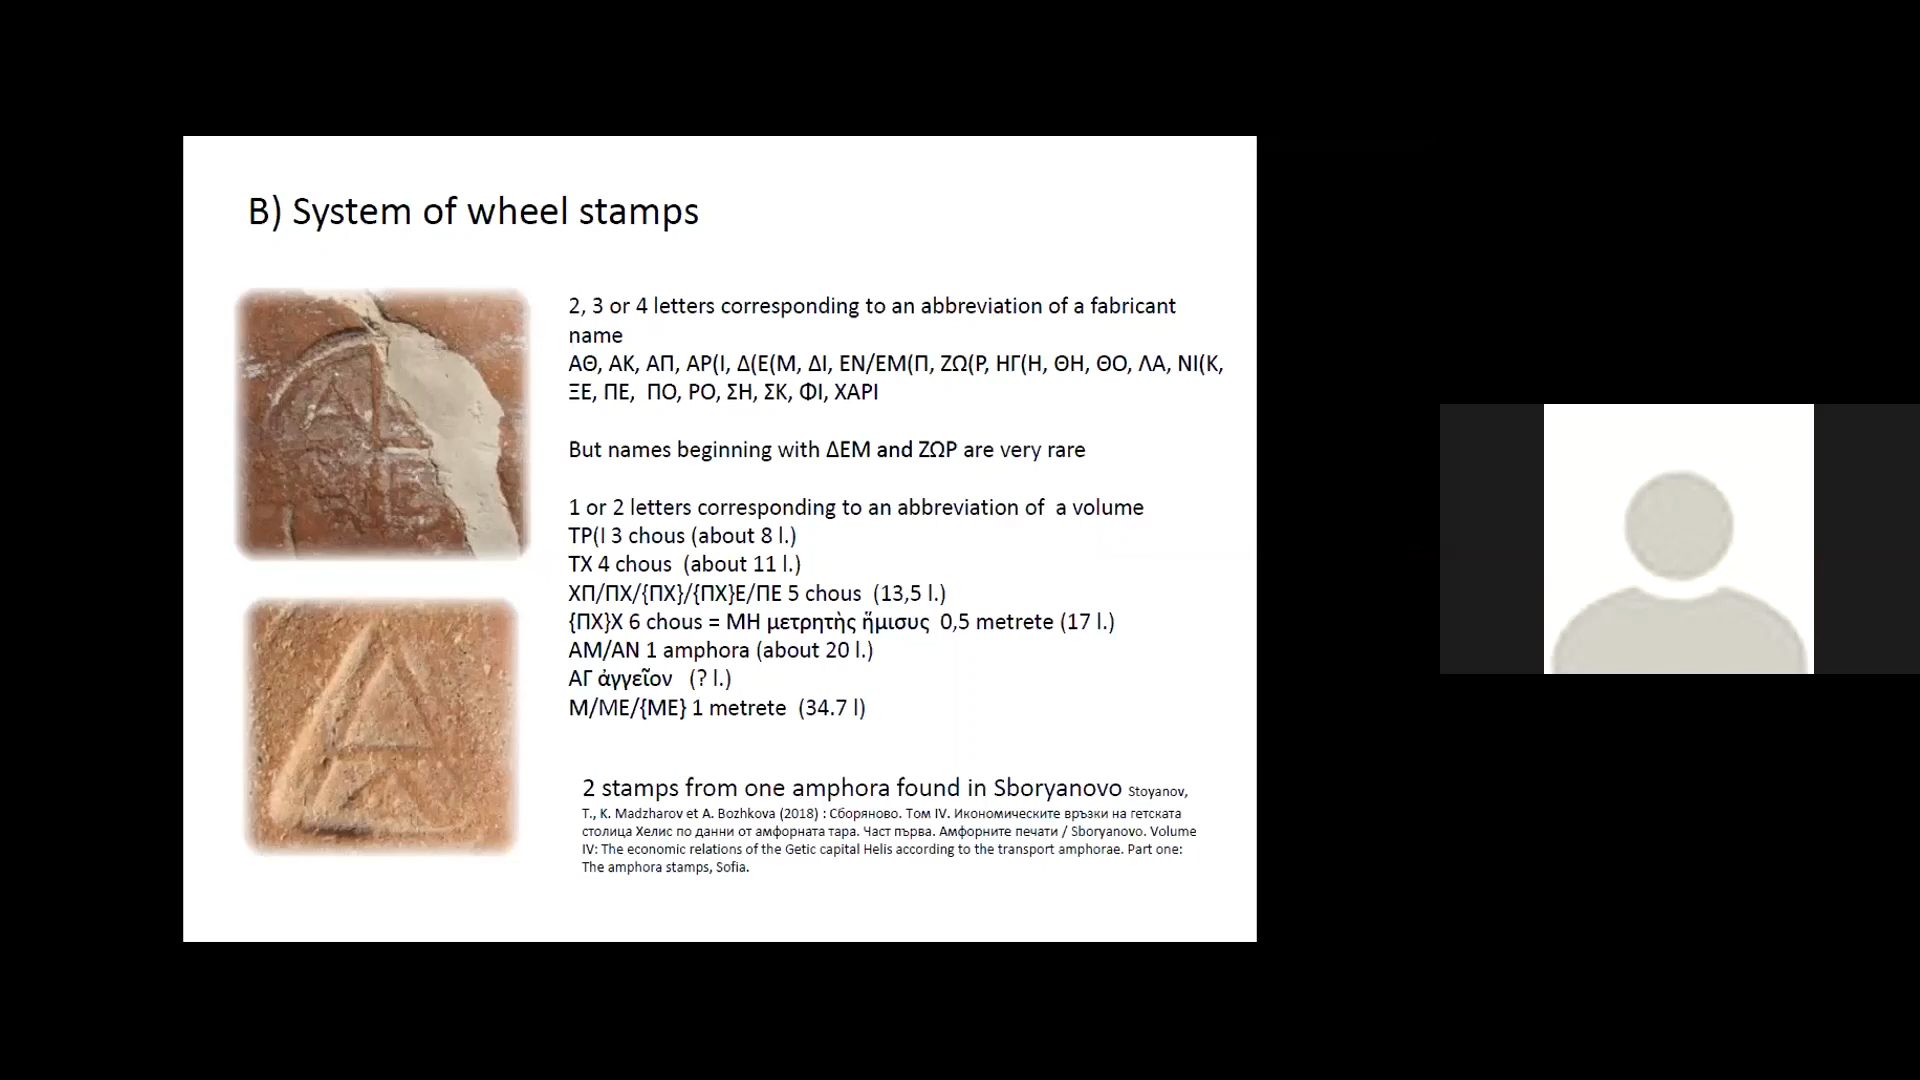 B) System of wheel stamps
2, 3 or 4 letters corresponding to an abbreviation of a fabricant
name
ΑΘ, ΑΚ, ΑΠ, ΑΡ(Ι, Δ(Ε(Μ, ΔΙ, ΕΝ/ΕΜ(Π, ΖΩ(Ρ, ΗΓ(Η, ΘΗ, ΘΟ, ΛΑ, ΝΙ(Κ,
ΞΕ, ΠΕ, ΠΟ, ΡΟ, ΣΗ, ΣΚ, ΦΙ, ΧΑΡΙ
But names beginning with ΔΕΜ and ΖΩΡ are very rare
1 or 2 letters corresponding to an abbreviation of a volume
ΤΡ(Ι 3 chous (about 8 l.)
ΤΧ 4 chous (about 11 l.)
ΧΠ/ΠΧ/{ΠΧ}/{ΠΧ}Ε/ΠΕ 5 chous (13,5 l.)
{ΠΧ}Χ 6 chous = ΜΗ μετρητὴς ἥμισυς 0,5 metrete (17 l.)
ΑΜ/ΑΝ 1 amphora (about 20 l.)
ΑΓ ἀγγεῖον (? l.)
Μ/ΜΕ/{ΜΕ} 1 metrete (34.7 l)
2 stamps from one amphora found in Sboryanovo Stoyanov,
T., K. Madzharov et A. Bozhkova (2018) : Сборяново. Том IV. Икономическите връзки на гетската
столица Хелис по данни от амфорната тара. Част първа. Амфорните печати / Sboryanovo. Volume
IV: The economic relations of the Getic capital Helis according to the transport amphorae. Part one:
The amphora stamps, Sofia.